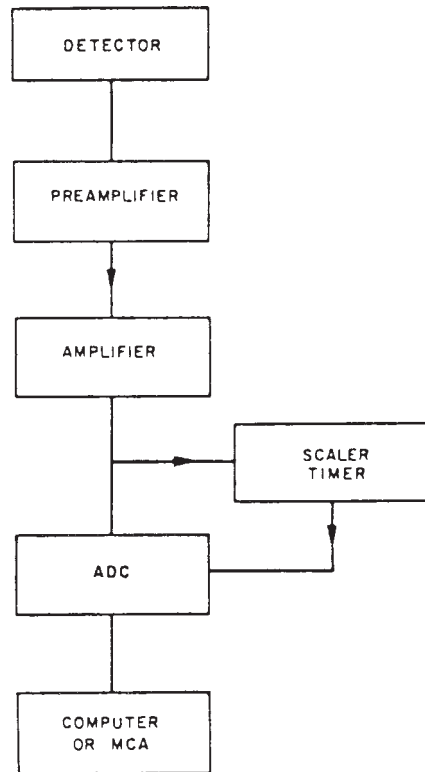 DETECTOR
PREAMPLIFIER
AMPLIFIER
SCALER
TIMER
ADC
COMPUTER
OR MCA